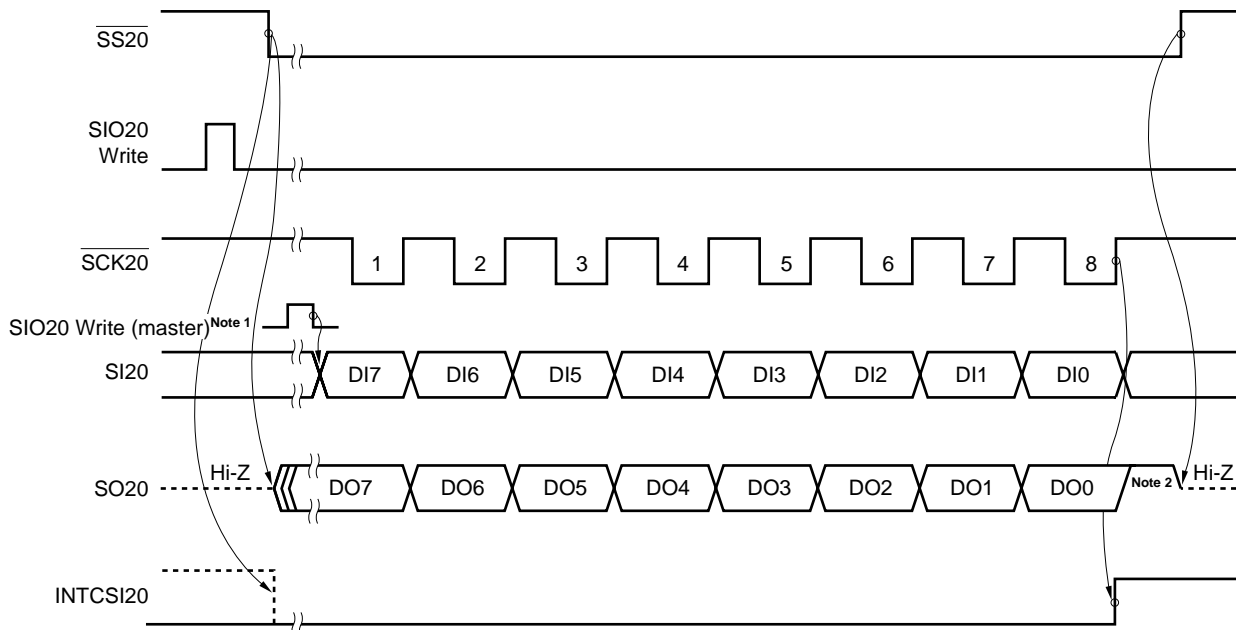 SS20
SIO20
Write
SCK20
1 2 3 4 5 6 7 8
SIO20 Write (master) Note 1
SI20
DI7 DI6 DI5 DI4 DI3 DI2 DI1 DI0
SO20
Hi-Z DO7 DO6 DO5 DO4 DO3 DO2 DO1 DO0 Note 2 Hi-Z
INTCSI20